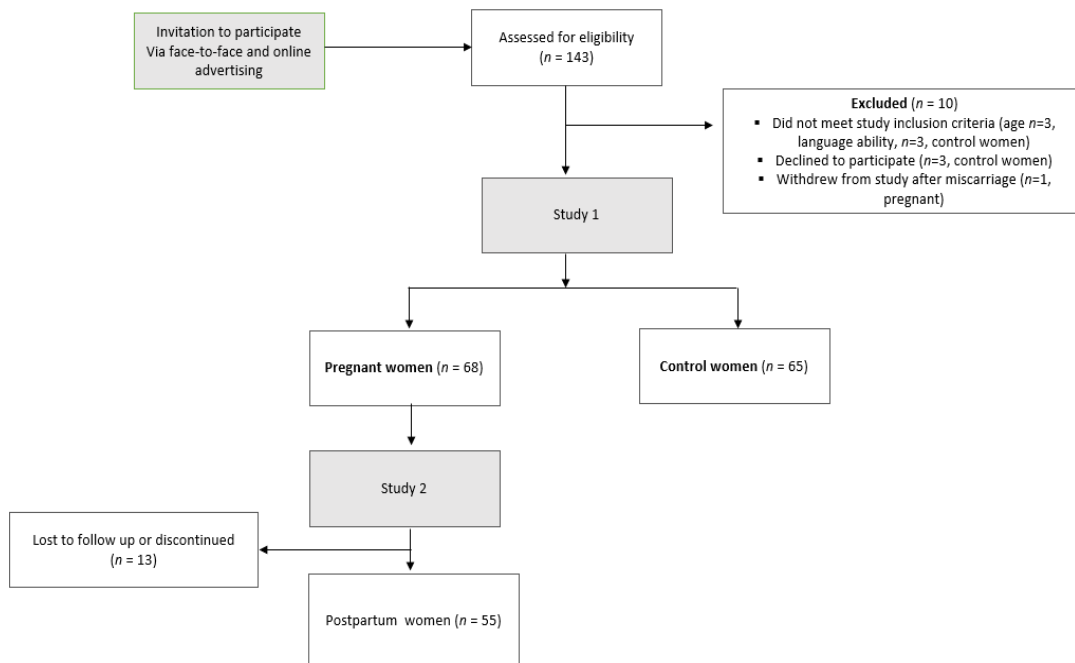 Invitation to participate
Via face-to-face and online
advertising
Assessed for eligibility
(n = 143)
Excluded (n = 10)
▪ Did not meet study inclusion criteria (age n=3,
language ability, n=3, control women)
▪ Declined to participate (n=3, control women)
▪ Withdrew from study after miscarriage (n=1,
pregnant)
Study 1
Pregnant women (n = 68)
Control women (n = 65)
Study 2
Lost to follow up or discontinued
(n = 13)
Postpartum women (n = 55)